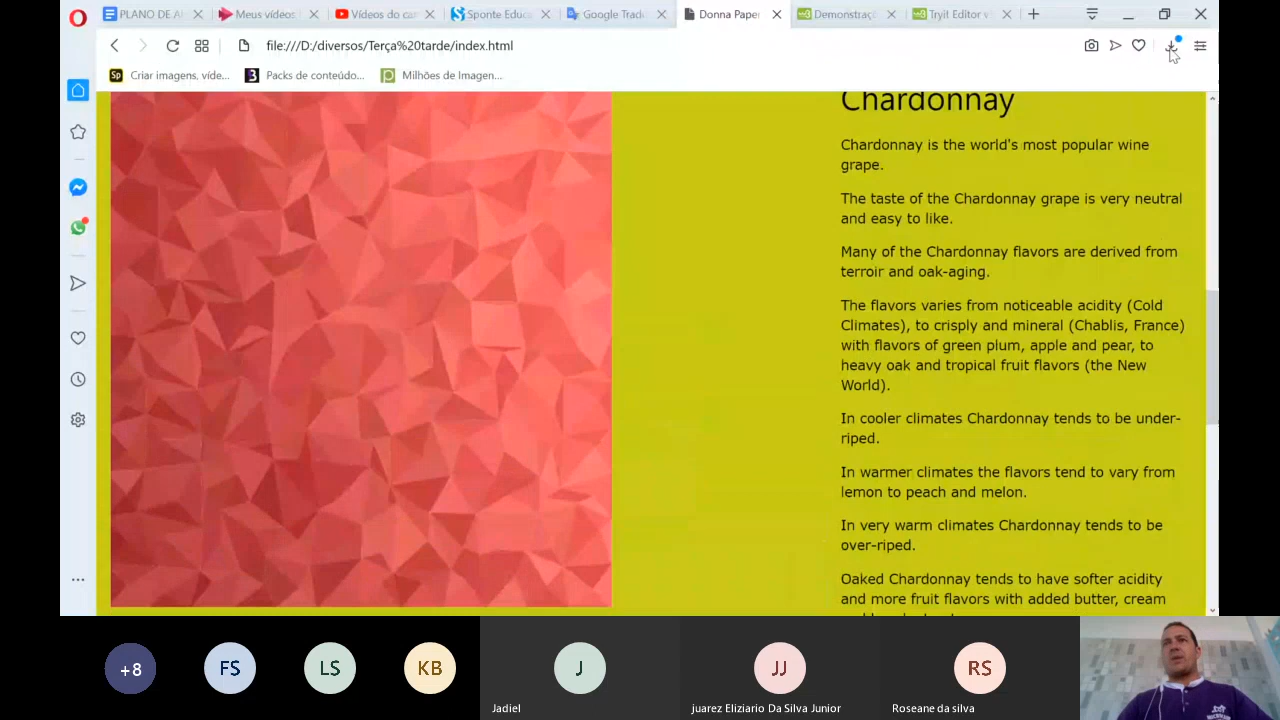 PLANO DE A
Meus vídeos
Vídeos do car
Sponte Educ
Google Trad
Donna Pape
Demonstraç
Tryit Editor v
file:///D:/diversos/Terça%20tarde/index.html
Sp Criar imagens, víde...
Packs de conteúdo...
Milhões de Imagen...
Chardonnay
Chardonnay is the world's most popular wine
grape.
The taste of the Chardonnay grape is very neutral
and easy to like.
Many of the Chardonnay flavors are derived from
terroir and oak-aging.
The flavors varies from noticeable acidity (Cold
Climates), to crisply and mineral (Chablis, France)
with flavors of green plum, apple and pear, to
heavy oak and tropical fruit flavors (the New
World).
In cooler climates Chardonnay tends to be under-
riped.
In warmer climates the flavors tend to vary from
lemon to peach and melon.
In very warm climates Chardonnay tends to be
over-riped.
Oaked Chardonnay tends to have softer acidity
and more fruit flavors with added butter, cream
+8
FS
LS
KB
J
JJ
RS
Jadiel
juarez Eliziario Da Silva Junior
Roseane da silva